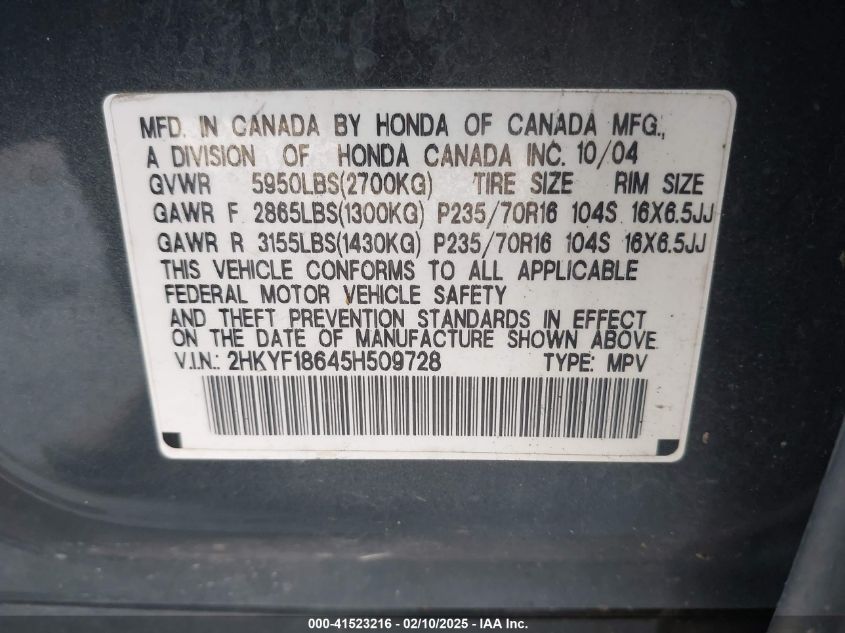 MFD. IN CANADA BY HONDA OF CANADA MFG.,
A DIVISION OF HONDA CANADA INC. 10/04
GVWR 5950LBS(2700KG) TIRE SIZE RIM SIZE
GAWR F 2865LBS(1300KG) P235/70R16 104S 16X6.5JJ
GAWR R 3155LBS(1430KG) P235/70R16 104S 16X6.5JJ
THIS VEHICLE CONFORMS TO ALL APPLICABLE
FEDERAL MOTOR VEHICLE SAFETY
AND THEFT PREVENTION STANDARDS IN EFFECT
ON THE DATE OF MANUFACTURE SHOWN ABOVE.
V.I.N.: 2HKYF18645H509728 TYPE: MPV
000-41523216 - 02/10/2025 - IAA Inc.